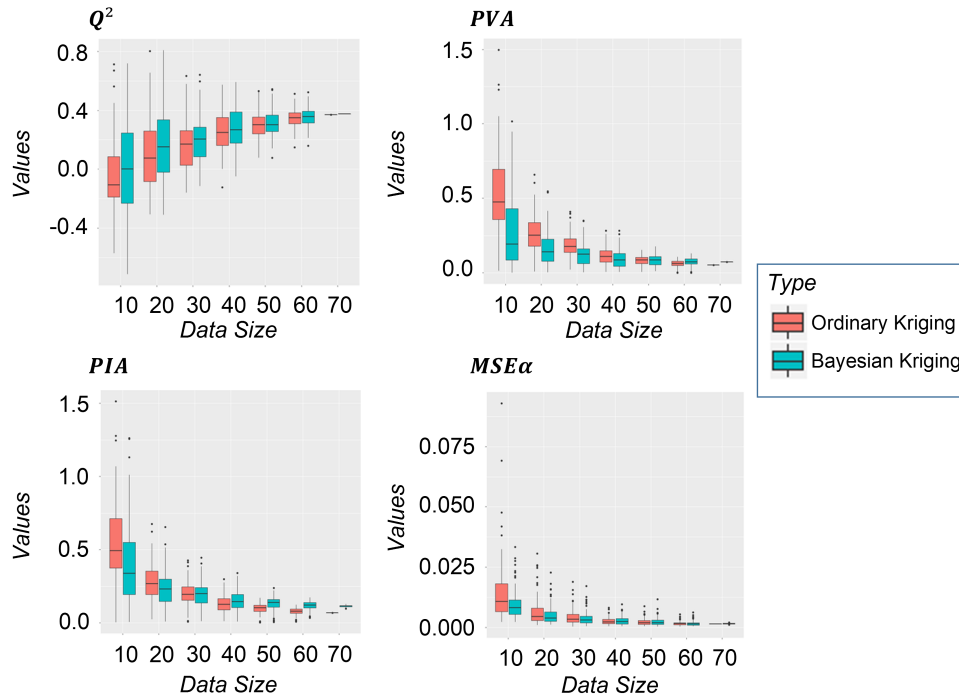 Q²
0.8
0.4
0.0
-0.4
Values
10 20 30 40 50 60 70
Data Size
PVA
1.5
1.0
0.5
0.0
Values
10 20 30 40 50 60 70
Data Size
Type
Ordinary Kriging
Bayesian Kriging
PIA
1.5
1.0
0.5
0.0
Values
10 20 30 40 50 60 70
Data Size
MSEα
0.075
0.050
0.025
0.000
Values
10 20 30 40 50 60 70
Data Size